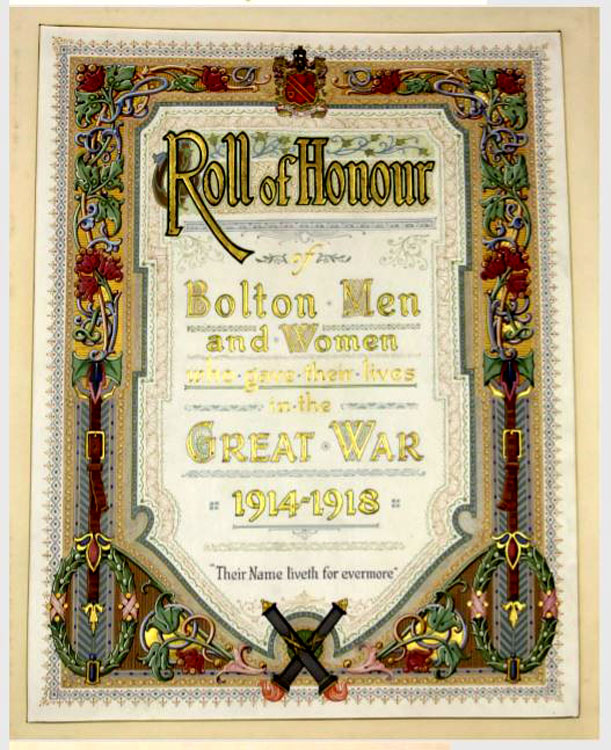 Roll of Honour
of
Bolton · Men
and · Women
who · gave · their · lives
in · the
GREAT · WAR
1914-1918
"Their Name liveth for evermore"